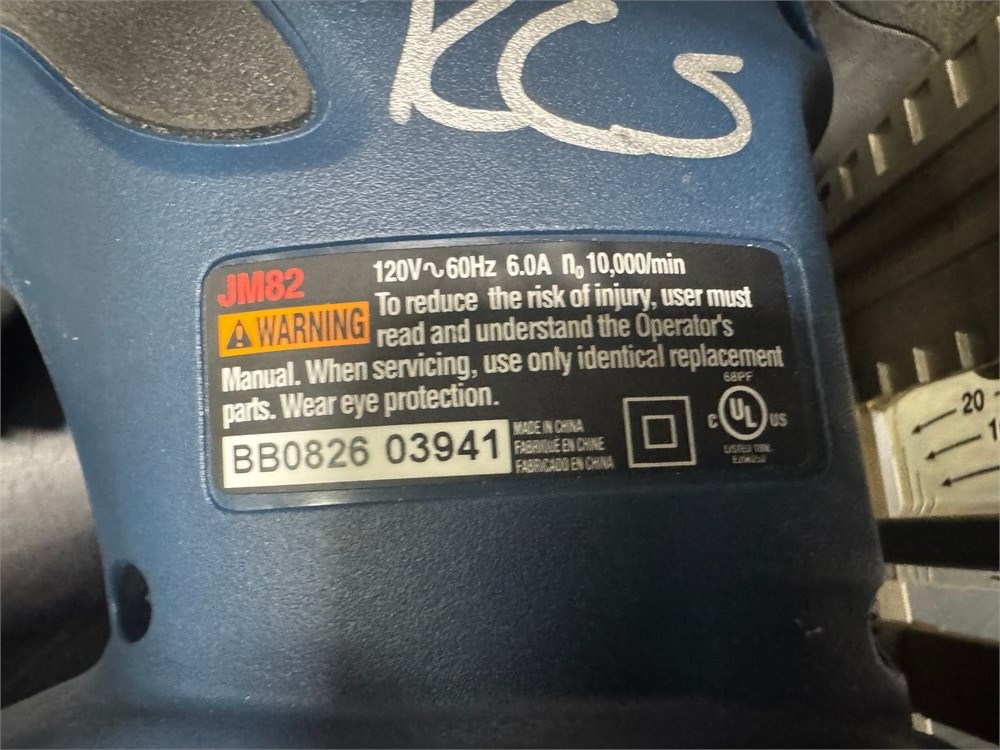 RCs
JM82
120V~60Hz 6.0A n₀ 10,000/min
WARNING
To reduce the risk of injury, user must
read and understand the Operator's
Manual. When servicing, use only identical replacement
parts. Wear eye protection.
68PF
C UL US
BB0826 03941
MADE IN CHINA
FABRIQUÉ EN CHINE
FABRICADO EN CHINA
20